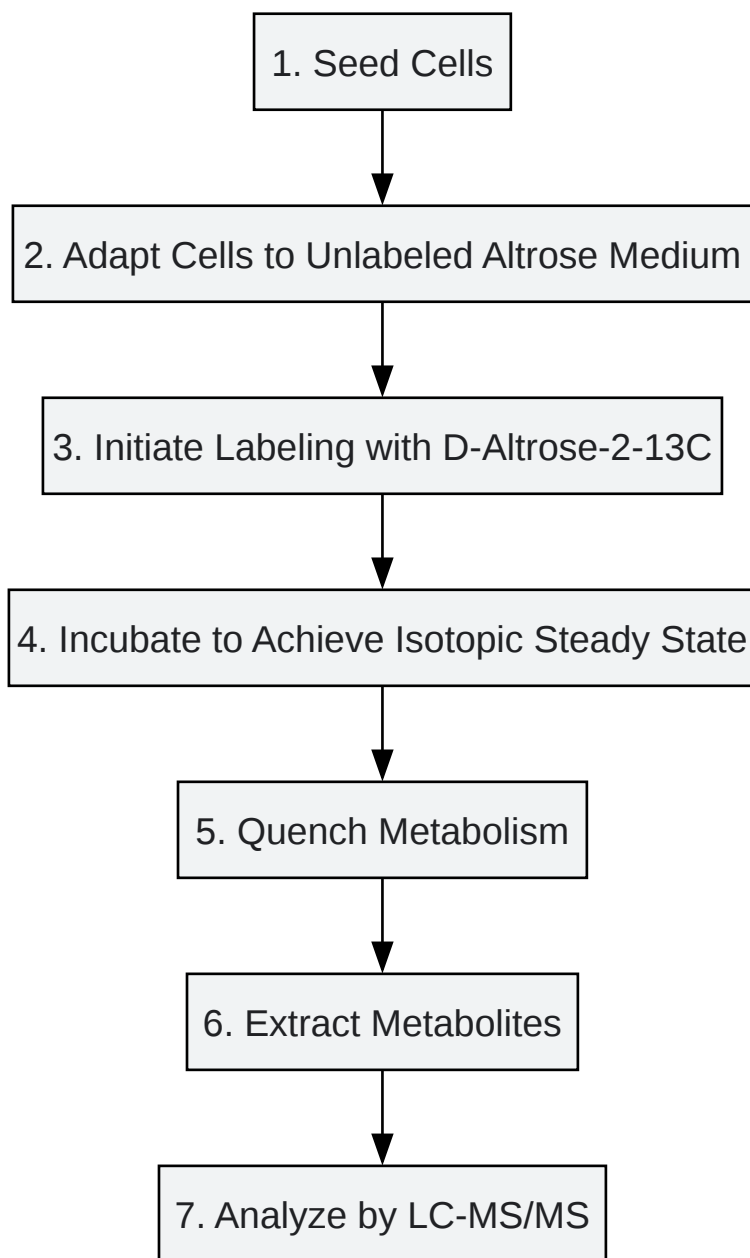 1. Seed Cells
2. Adapt Cells to Unlabeled Altrose Medium
3. Initiate Labeling with D-Altrose-2-13C
4. Incubate to Achieve Isotopic Steady State
5. Quench Metabolism
6. Extract Metabolites
7. Analyze by LC-MS/MS